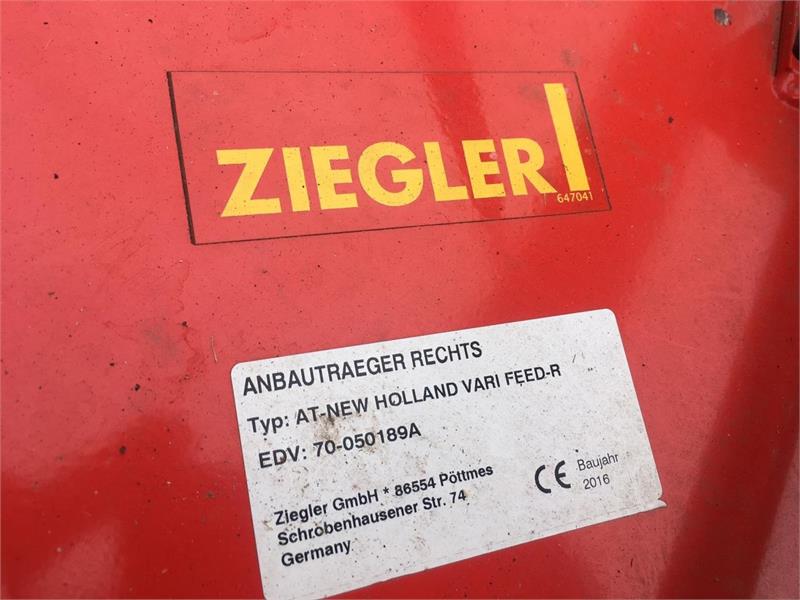 ZIEGLER
647041
ANBAUTRAEGER RECHTS
Typ: AT-NEW HOLLAND VARI FEED-R
EDV: 70-050189A
Ziegler GmbH * 86554 Pöttmes
Schrobenhausener Str. 74
Germany
CE Baujahr
2016